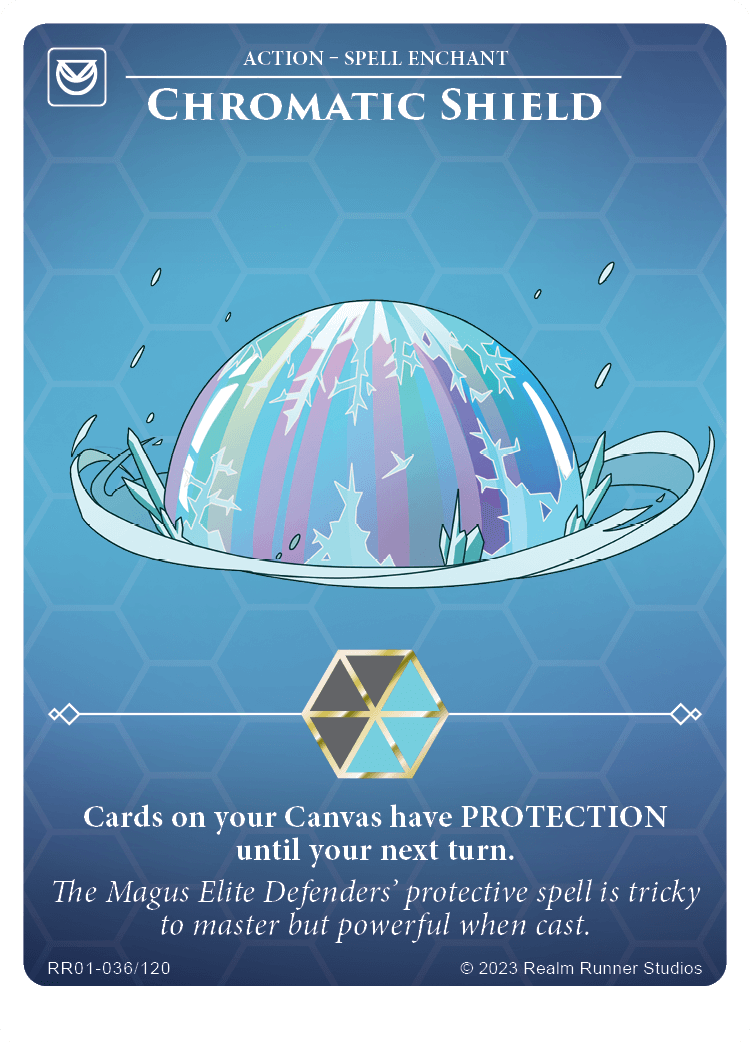 ACTION – SPELL ENCHANT
Chromatic Shield
Cards on your Canvas have PROTECTION
until your next turn.
The Magus Elite Defenders’ protective spell is tricky
to master but powerful when cast.
RR01-036/120
© 2023 Realm Runner Studios